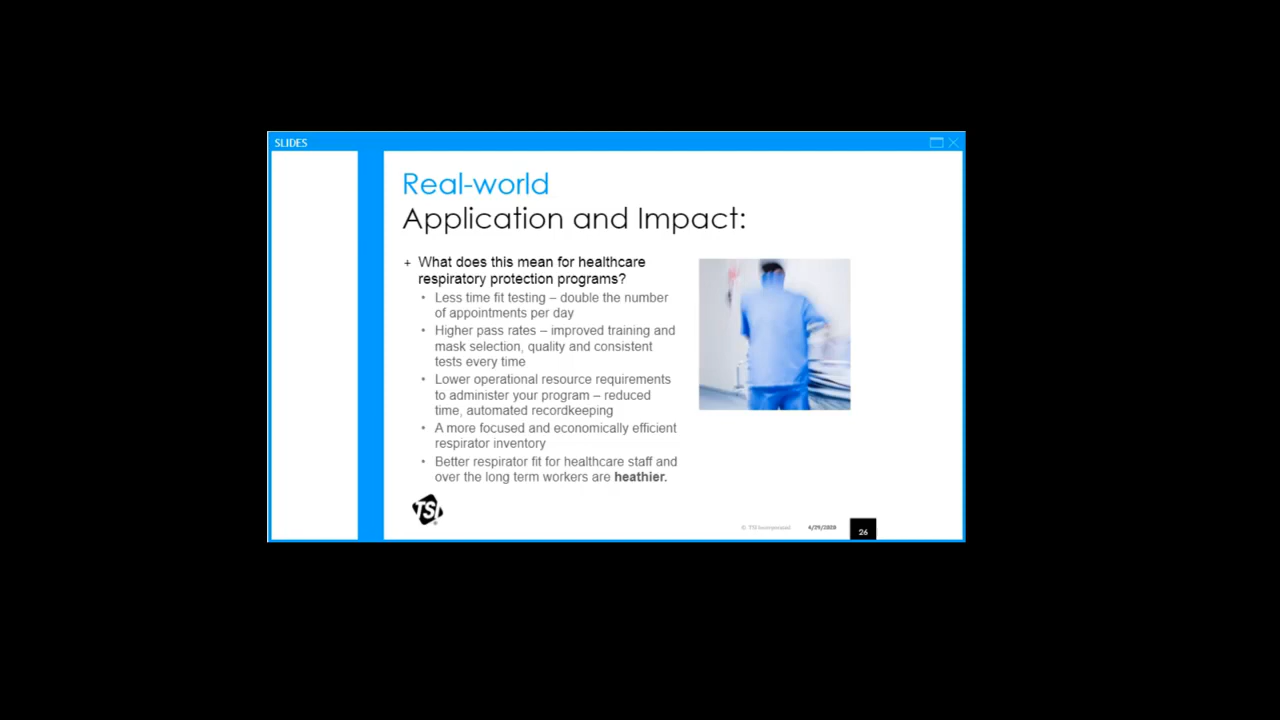 SLIDES
Real-world
Application and Impact:
+ What does this mean for healthcare
respiratory protection programs?
• Less time fit testing – double the number
of appointments per day
• Higher pass rates – improved training and
mask selection, quality and consistent
tests every time
• Lower operational resource requirements
to administer your program – reduced
time, automated recordkeeping
• A more focused and economically efficient
respirator inventory
• Better respirator fit for healthcare staff and
over the long term workers are heathier.
TSI
© TSI Incorporated 4/29/2020 26